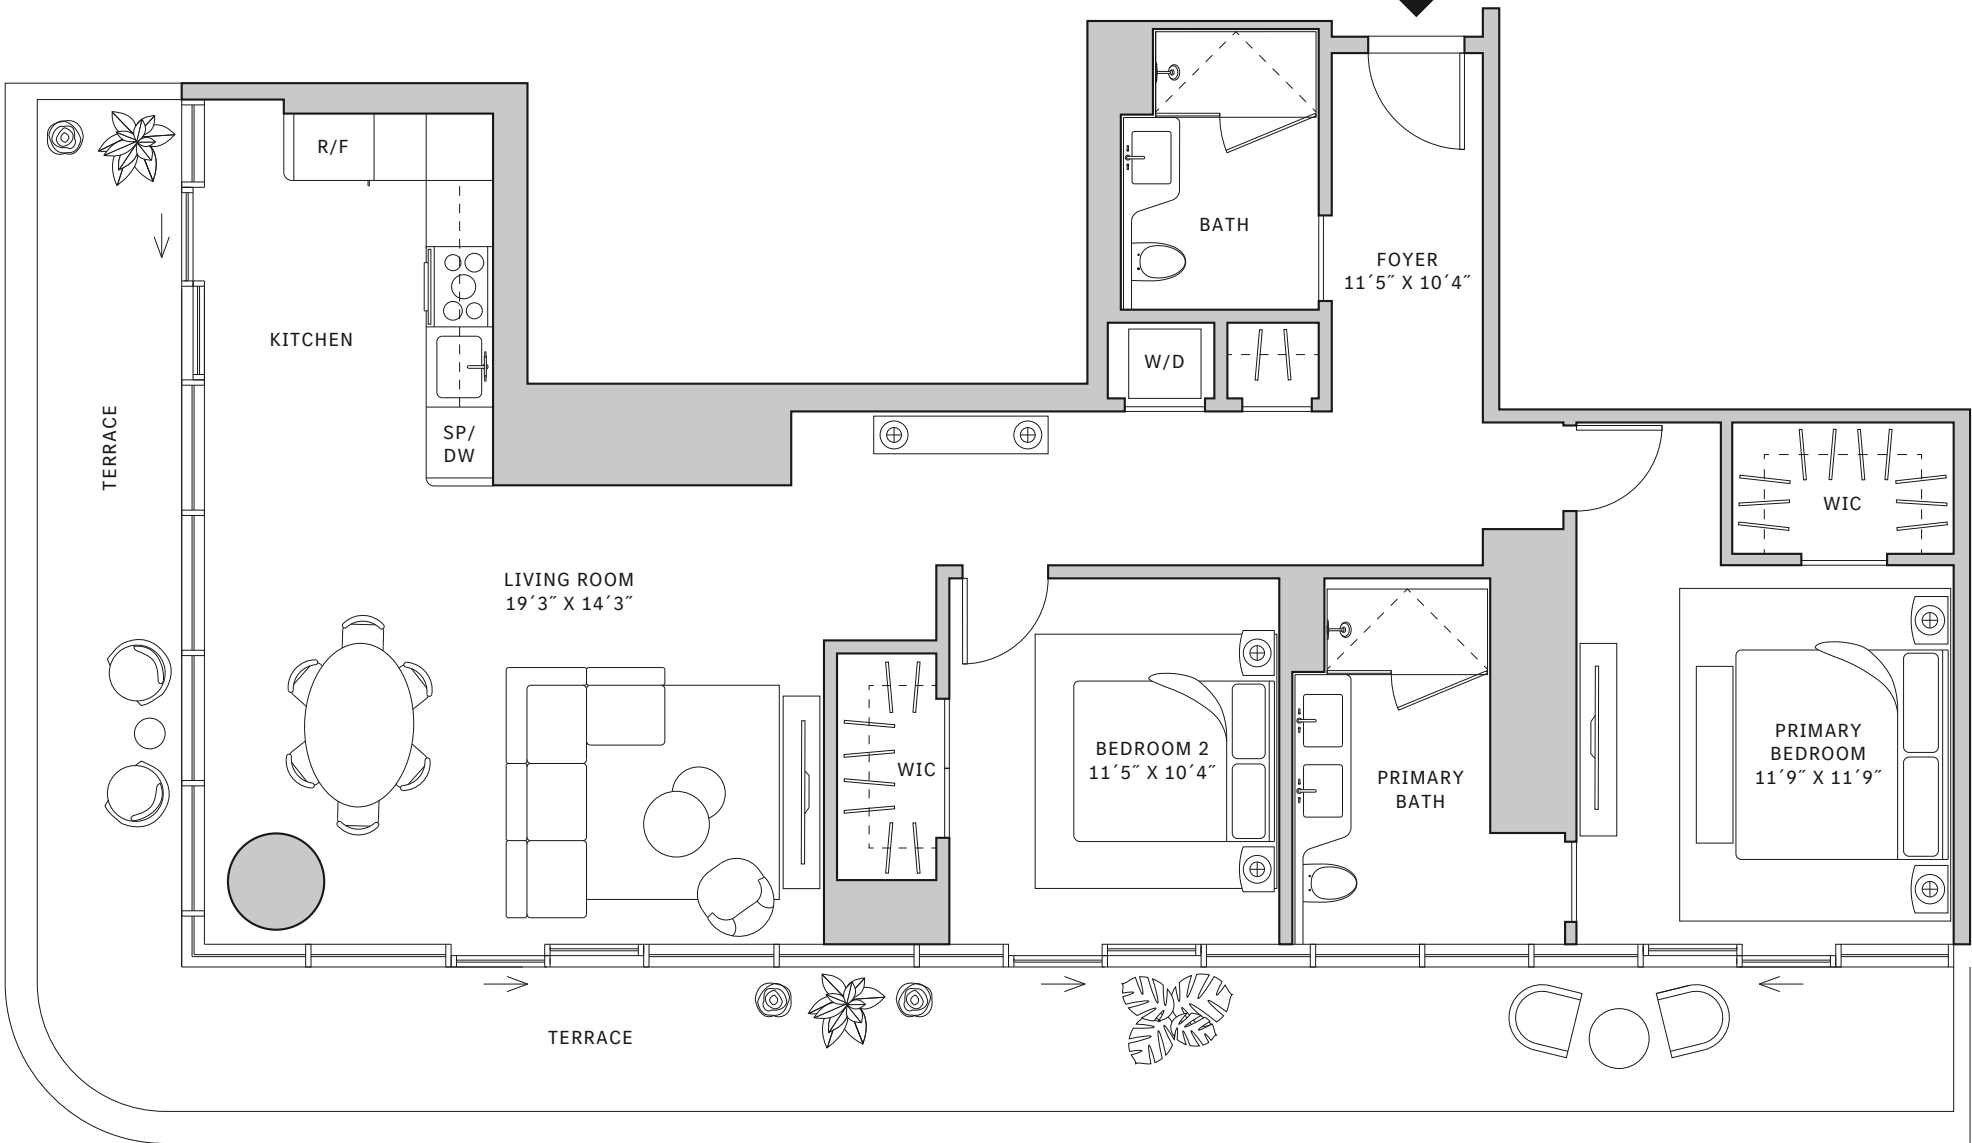 R/F
BATH
FOYER
11´5˝ X 10´4˝
KITCHEN
W/D
TERRACE
SP/
DW
WIC
LIVING ROOM
19´3˝ X 14´3˝
WIC
BEDROOM 2
11´5˝ X 10´4˝
PRIMARY
BATH
PRIMARY
BEDROOM
11´9˝ X 11´9˝
TERRACE